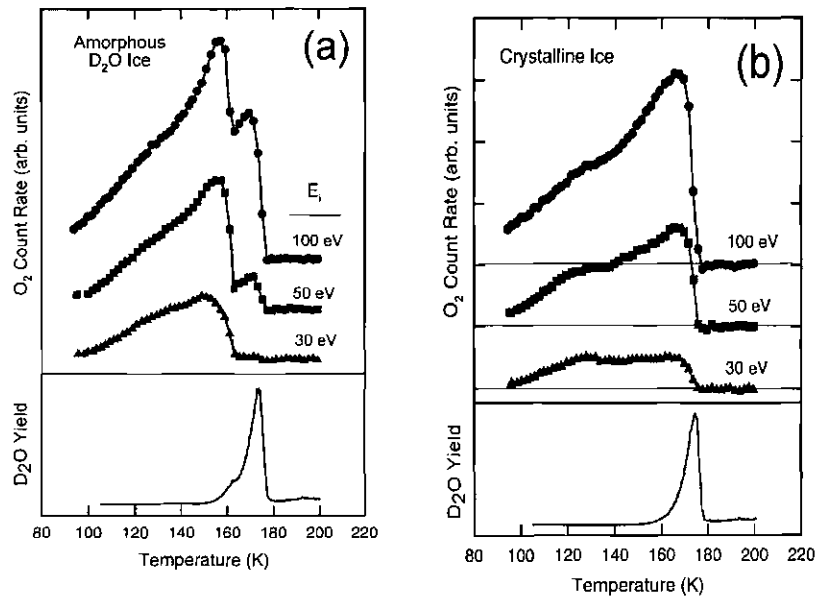 Amorphous
D₂O Ice
(a)
O₂ Count Rate (arb. units)
Eᵢ
100 eV
50 eV
30 eV
D₂O Yield
80 100 120 140 160 180 200 220
Temperature (K)
Crystalline Ice
(b)
O₂ Count Rate (arb. units)
100 eV
50 eV
30 eV
D₂O Yield
80 100 120 140 160 180 200 220
Temperature (K)